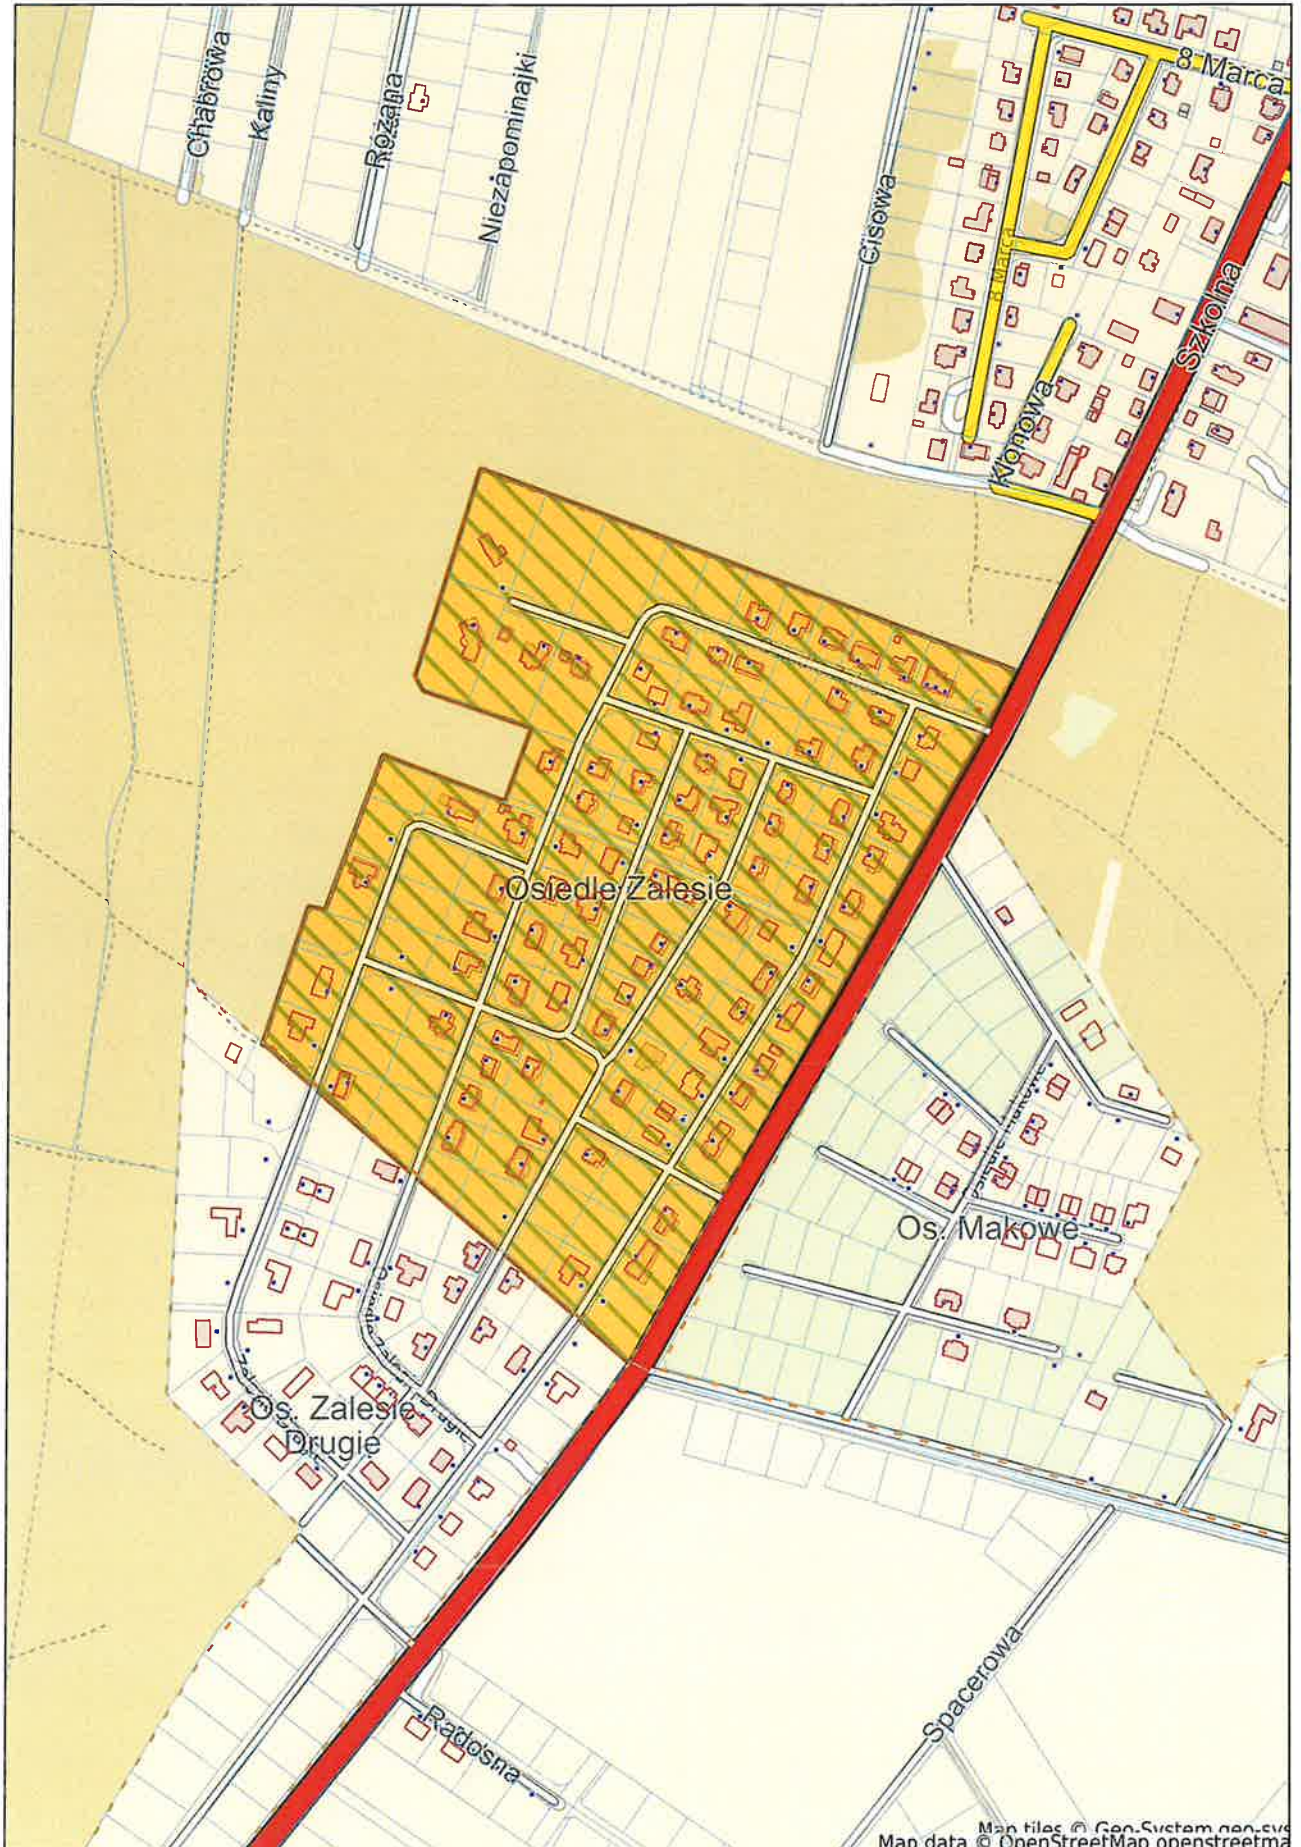 8 Marca
Chabrowa
Kaliny
Różana
Niezapominajki
Cisowa
8 Marca
Szkolna
Klonowa
Osiedle Zalesie
Os. Makowe
Os. Zalesie
Drugie
Radosna
Spacerowa
Map tiles © Geo-System geo-sys
Map data © OpenStreetMap openstreetma